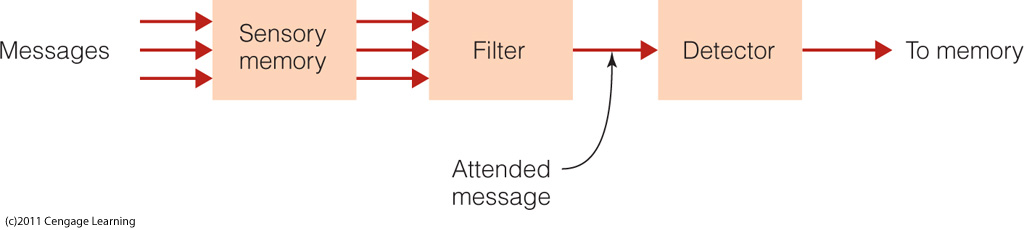 Messages
Sensory
memory
Filter
Detector
To memory
Attended
message
(c)2011 Cengage Learning